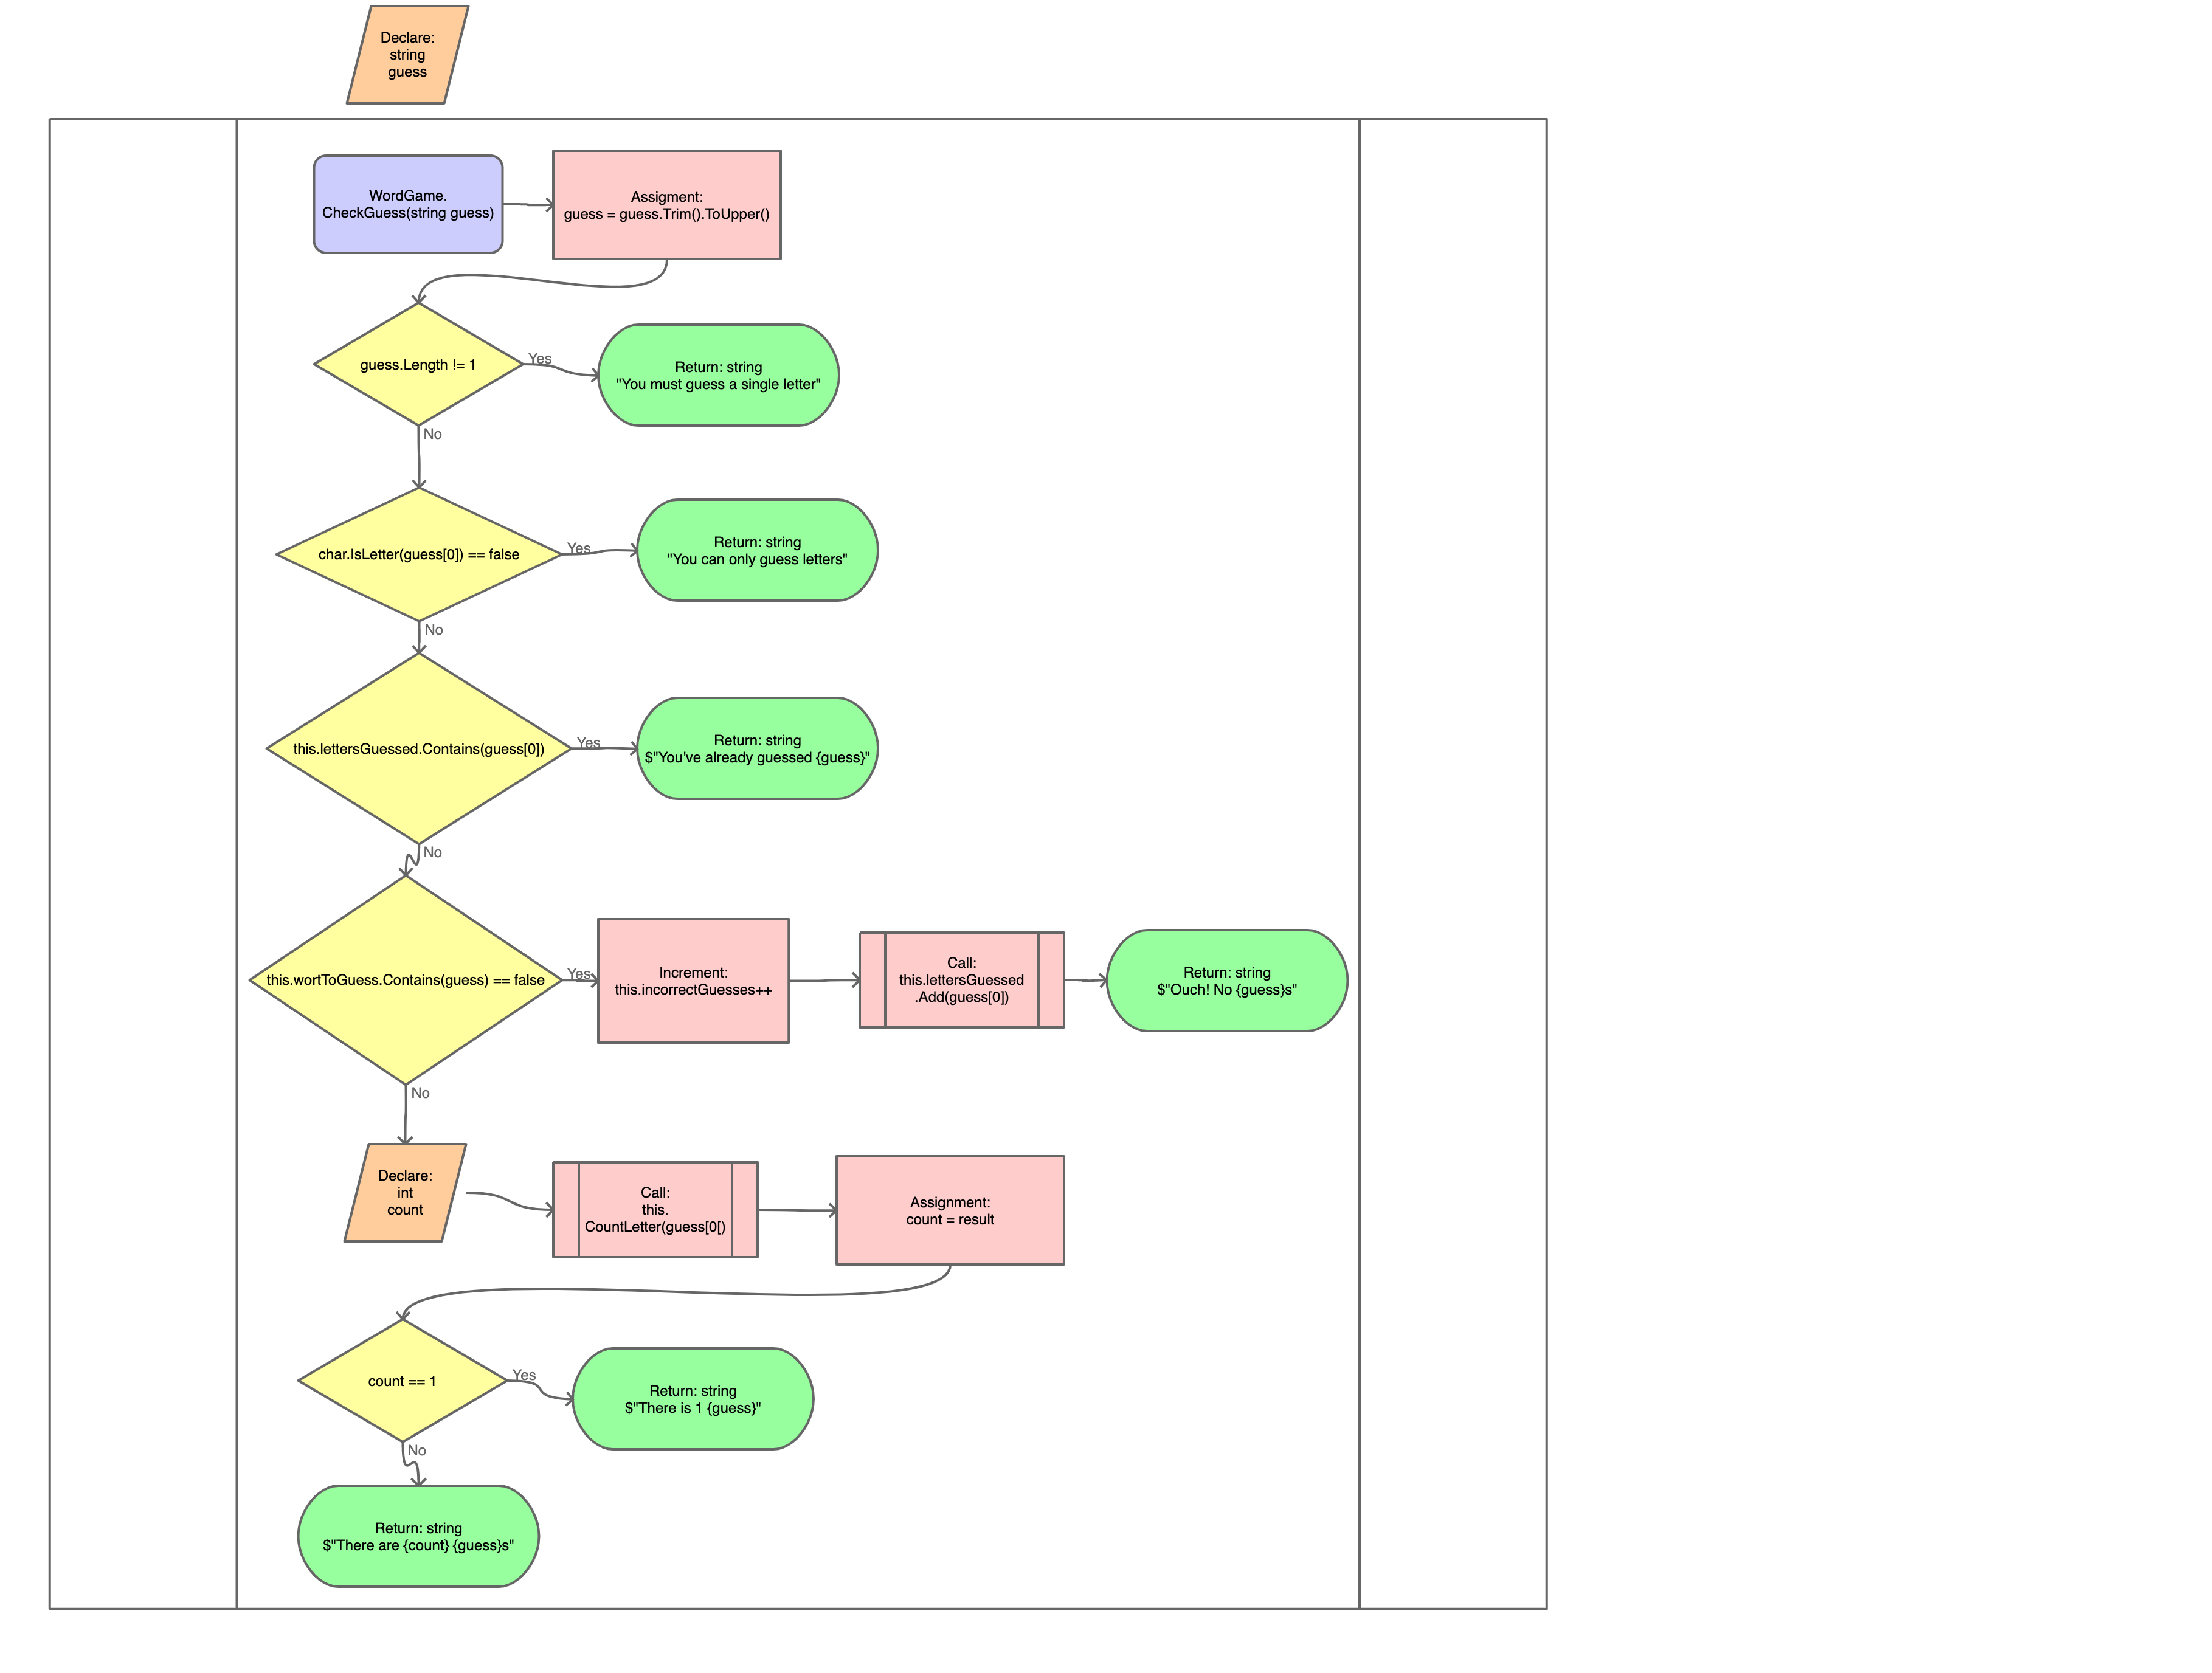 Declare:
string
guess
WordGame.
CheckGuess(string guess)
Assigment:
guess = guess.Trim().ToUpper()
guess.Length != 1
Yes
Return: string
"You must guess a single letter"
No
char.IsLetter(guess[0]) == false
Yes
Return: string
"You can only guess letters"
No
this.lettersGuessed.Contains(guess[0])
Yes
Return: string
$"You've already guessed {guess}"
No
this.wortToGuess.Contains(guess) == false
Yes
Increment:
this.incorrectGuesses++
Call:
this.lettersGuessed
.Add(guess[0])
Return: string
$"Ouch! No {guess}s"
No
Declare:
int
count
Call:
this.
CountLetter(guess[0[)
Assignment:
count = result
count == 1
Yes
Return: string
$"There is 1 {guess}"
No
Return: string
$"There are {count} {guess}s"